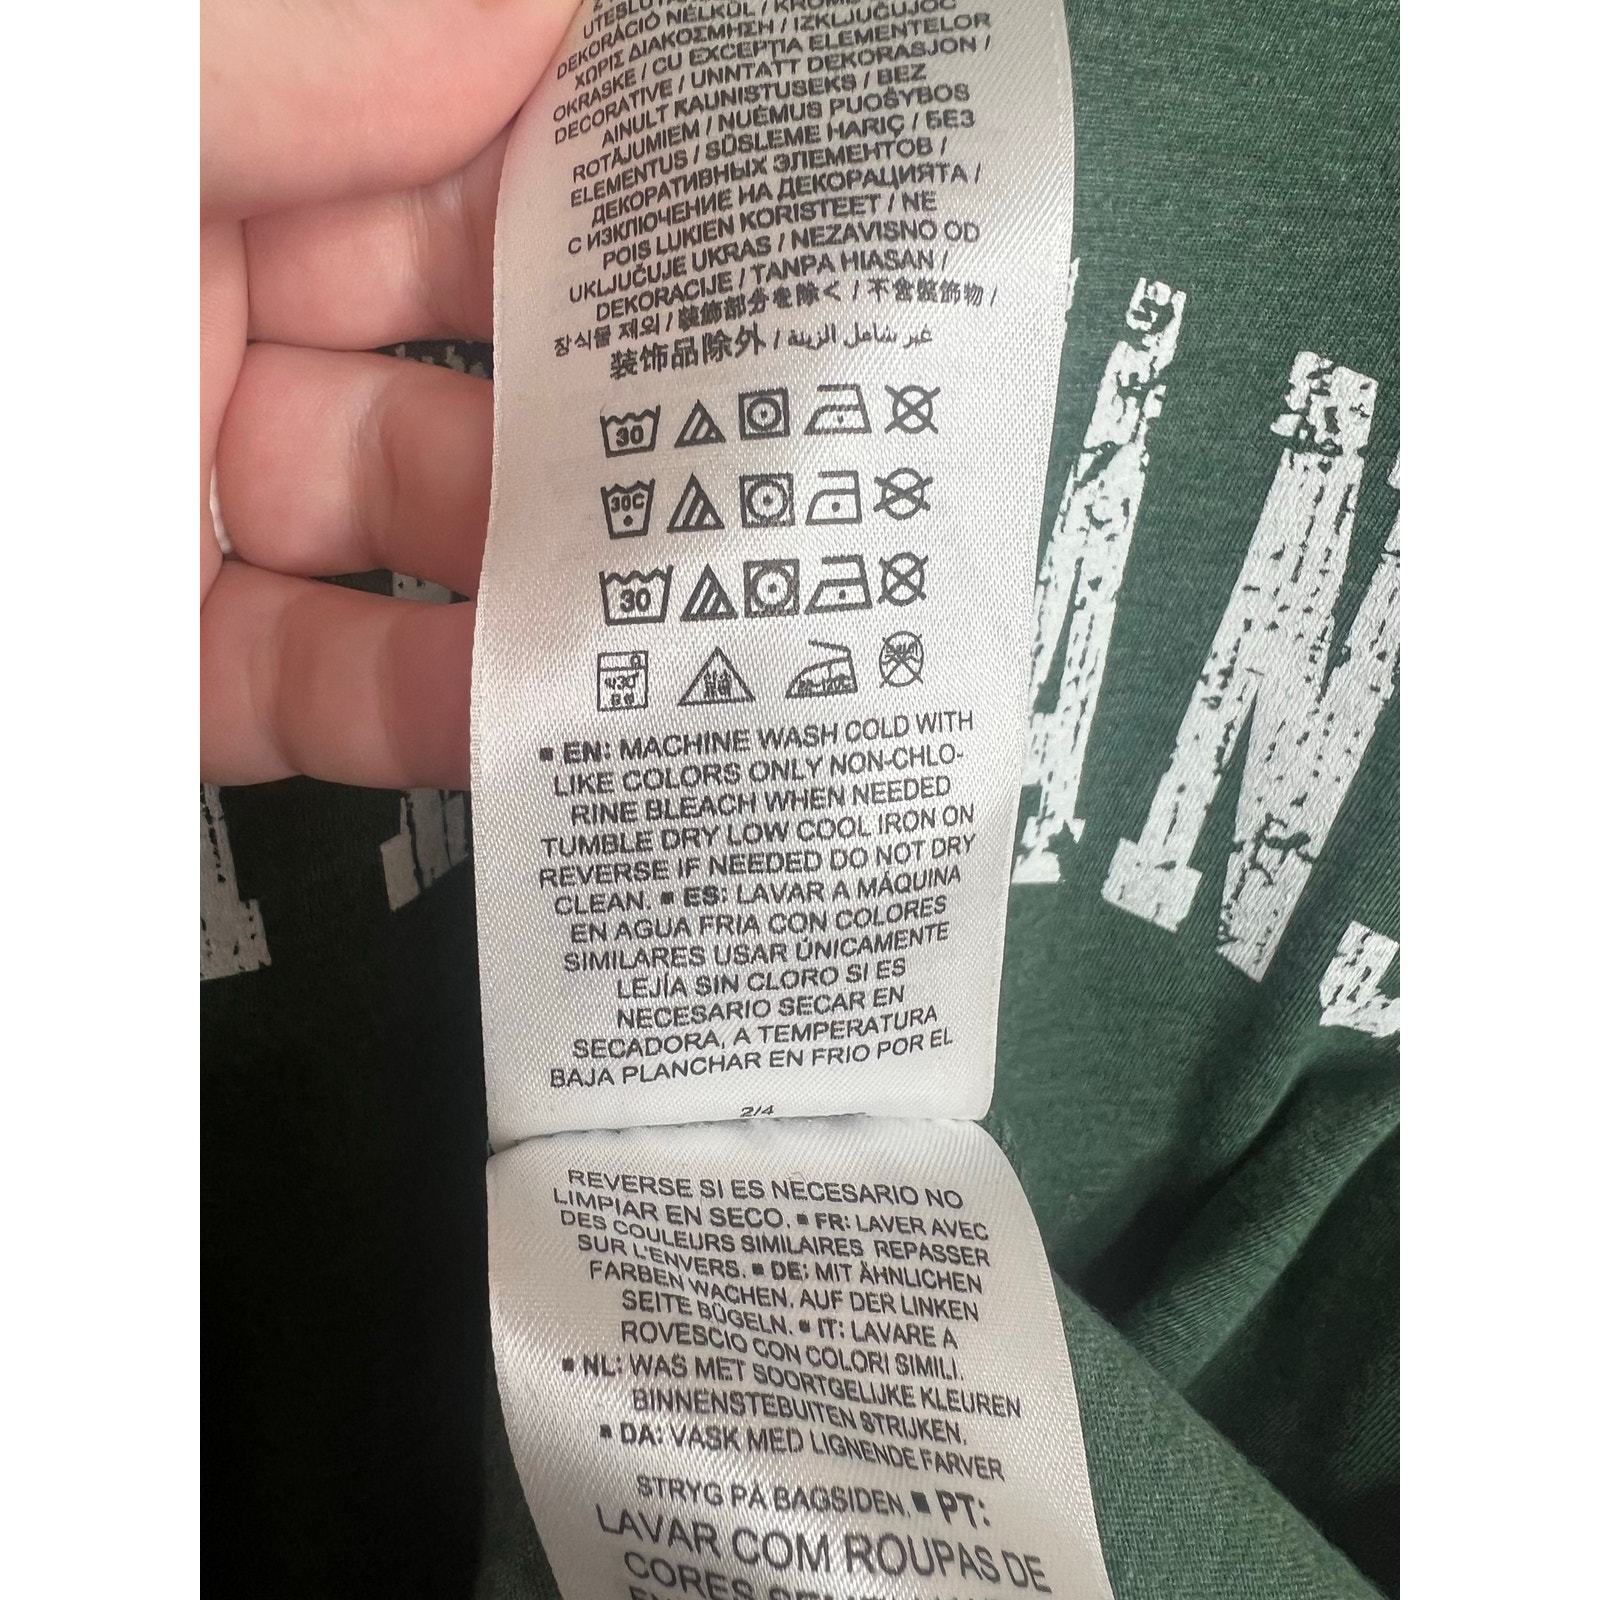 DEKORÁCIÓ NÉLKÜL /
ΧΩΡΙΣ ΔΙΑΚΟΣΜΗΣΗ / IZKLJUČUJOČ
OKRASKE / CU EXCEPȚIA ELEMENTELOR
DECORATIVE / UNNTATT DEKORASJON /
AINULT KAUNISTUSEKS / BEZ
ROTĀJUMIEM / NUĖMUS PUOŠYBOS
ELEMENTUS / SÜSLEME HARİÇ / БЕЗ
ДЕКОРАТИВНЫХ ЭЛЕМЕНТОВ /
С ИЗКЛЮЧЕНИЕ НА ДЕКОРАЦИЯТА /
POIS LUKIEN KORISTEET / NE
UKLJUČUJE UKRAS / NEZAVISNO OD
DEKORACIJE / TANPA HIASAN /
장식물 제외 / 装飾部分を除く / 不含裝飾物 /
装饰品除外 / غير شامل الزينة
30
30C
30
■ EN: MACHINE WASH COLD WITH
LIKE COLORS ONLY NON-CHLO-
RINE BLEACH WHEN NEEDED
TUMBLE DRY LOW COOL IRON ON
REVERSE IF NEEDED DO NOT DRY
CLEAN. ■ ES: LAVAR A MÁQUINA
EN AGUA FRIA CON COLORES
SIMILARES USAR ÚNICAMENTE
LEJÍA SIN CLORO SI ES
NECESARIO SECAR EN
SECADORA, A TEMPERATURA
BAJA PLANCHAR EN FRIO POR EL
2/4
REVERSE SI ES NECESARIO NO
LIMPIAR EN SECO. ■ FR: LAVER AVEC
DES COULEURS SIMILAIRES REPASSER
SUR L'ENVERS. ■ DE: MIT ÄHNLICHEN
FARBEN WACHEN. AUF DER LINKEN
SEITE BÜGELN. ■ IT: LAVARE A
ROVESCIO CON COLORI SIMILI.
■ NL: WAS MET SOORTGELIJKE KLEUREN
BINNENSTEBUITEN STRIJKEN.
■ DA: VASK MED LIGNENDE FARVER
STRYG PÅ BAGSIDEN. ■ PT:
LAVAR COM ROUPAS DE
CORES